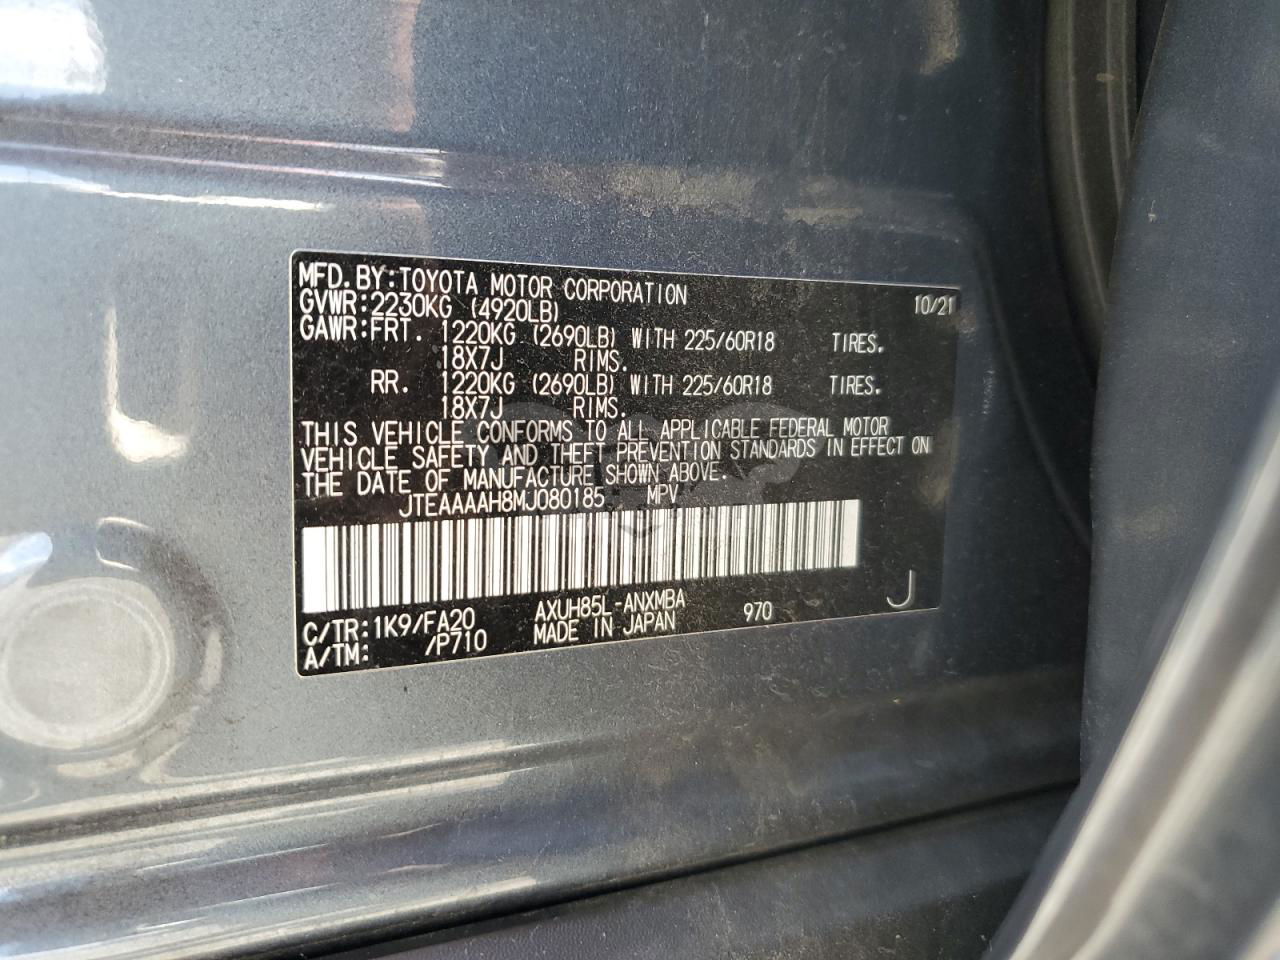 MFD.BY:TOYOTA MOTOR CORPORATION 10/21
GVWR:2230KG (4920LB)
GAWR:FRT. 1220KG (2690LB) WITH 225/60R18 TIRES.
18X7J RIMS.
RR. 1220KG (2690LB) WITH 225/60R18 TIRES.
18X7J RIMS.
THIS VEHICLE CONFORMS TO ALL APPLICABLE FEDERAL MOTOR
VEHICLE SAFETY AND THEFT PREVENTION STANDARDS IN EFFECT ON
THE DATE OF MANUFACTURE SHOWN ABOVE.
JTEAAAAH8MJ080185 MPV
C/TR:1K9/FA20 AXUH85L-ANXMBA 970 J
A/TM: /P710 MADE IN JAPAN